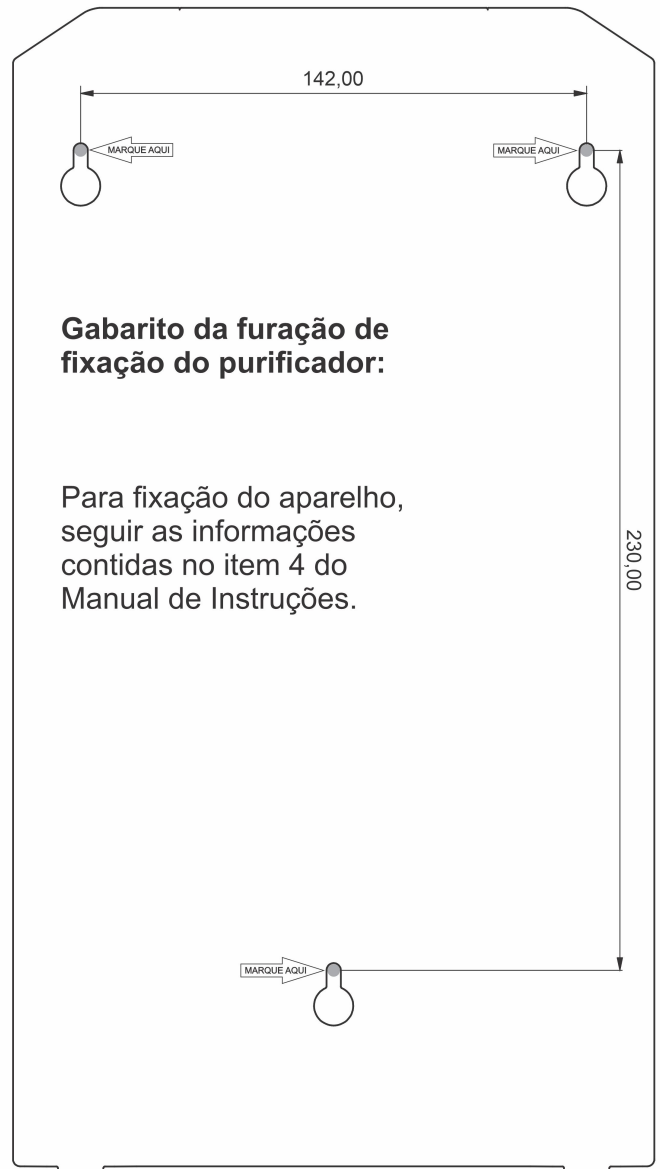 142,00
MARQUE AQUI
MARQUE AQUI
Gabarito da furação de
fixação do purificador:
Para fixação do aparelho,
seguir as informações
contidas no item 4 do
Manual de Instruções.
230,00
MARQUE AQUI